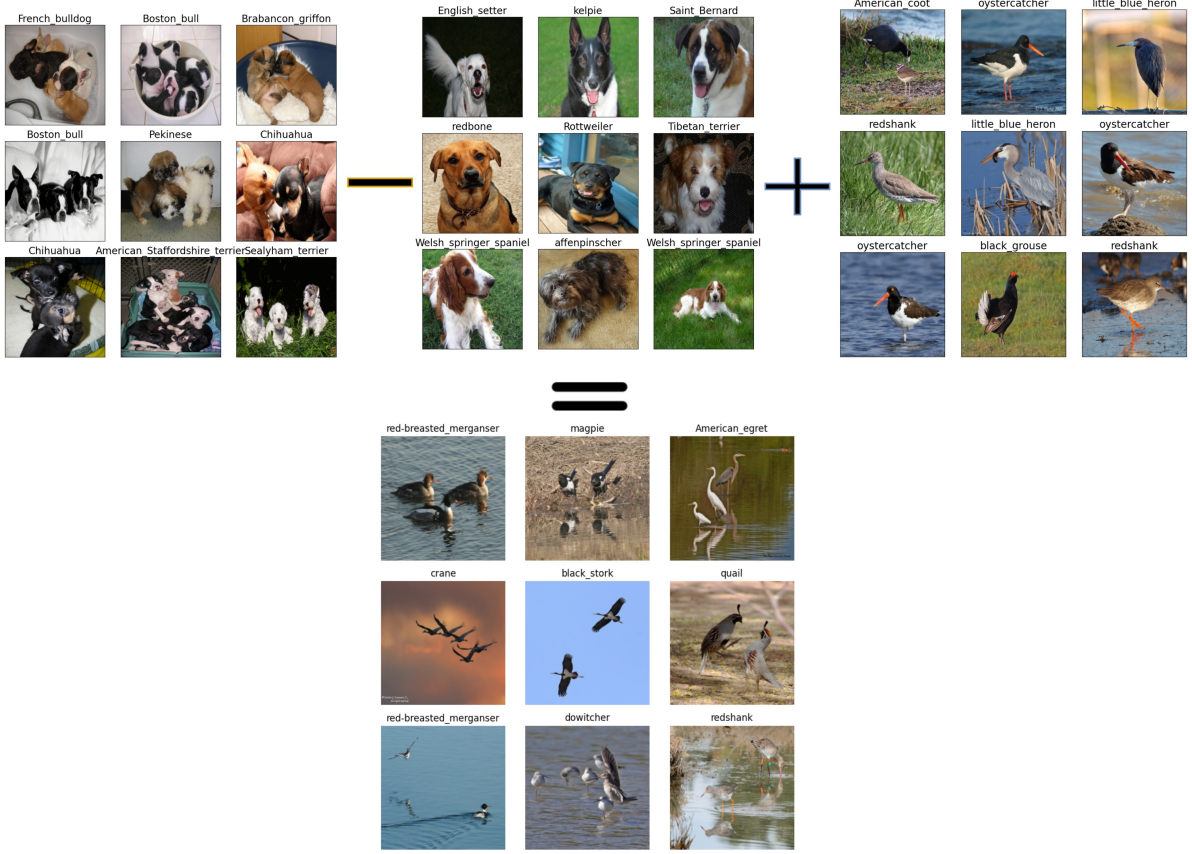 French_bulldog Boston_bull Brabancon_griffon
Boston_bull Pekinese Chihuahua
Chihuahua American_Staffordshire_terrier Sealyham_terrier
English_setter kelpie Saint_Bernard
redbone Rottweiler Tibetan_terrier
Welsh_springer_spaniel affenpinscher Welsh_springer_spaniel
American_coot oystercatcher little_blue_heron
redshank little_blue_heron oystercatcher
oystercatcher black_grouse redshank
red-breasted_merganser magpie American_egret
crane black_stork quail
red-breasted_merganser dowitcher redshank